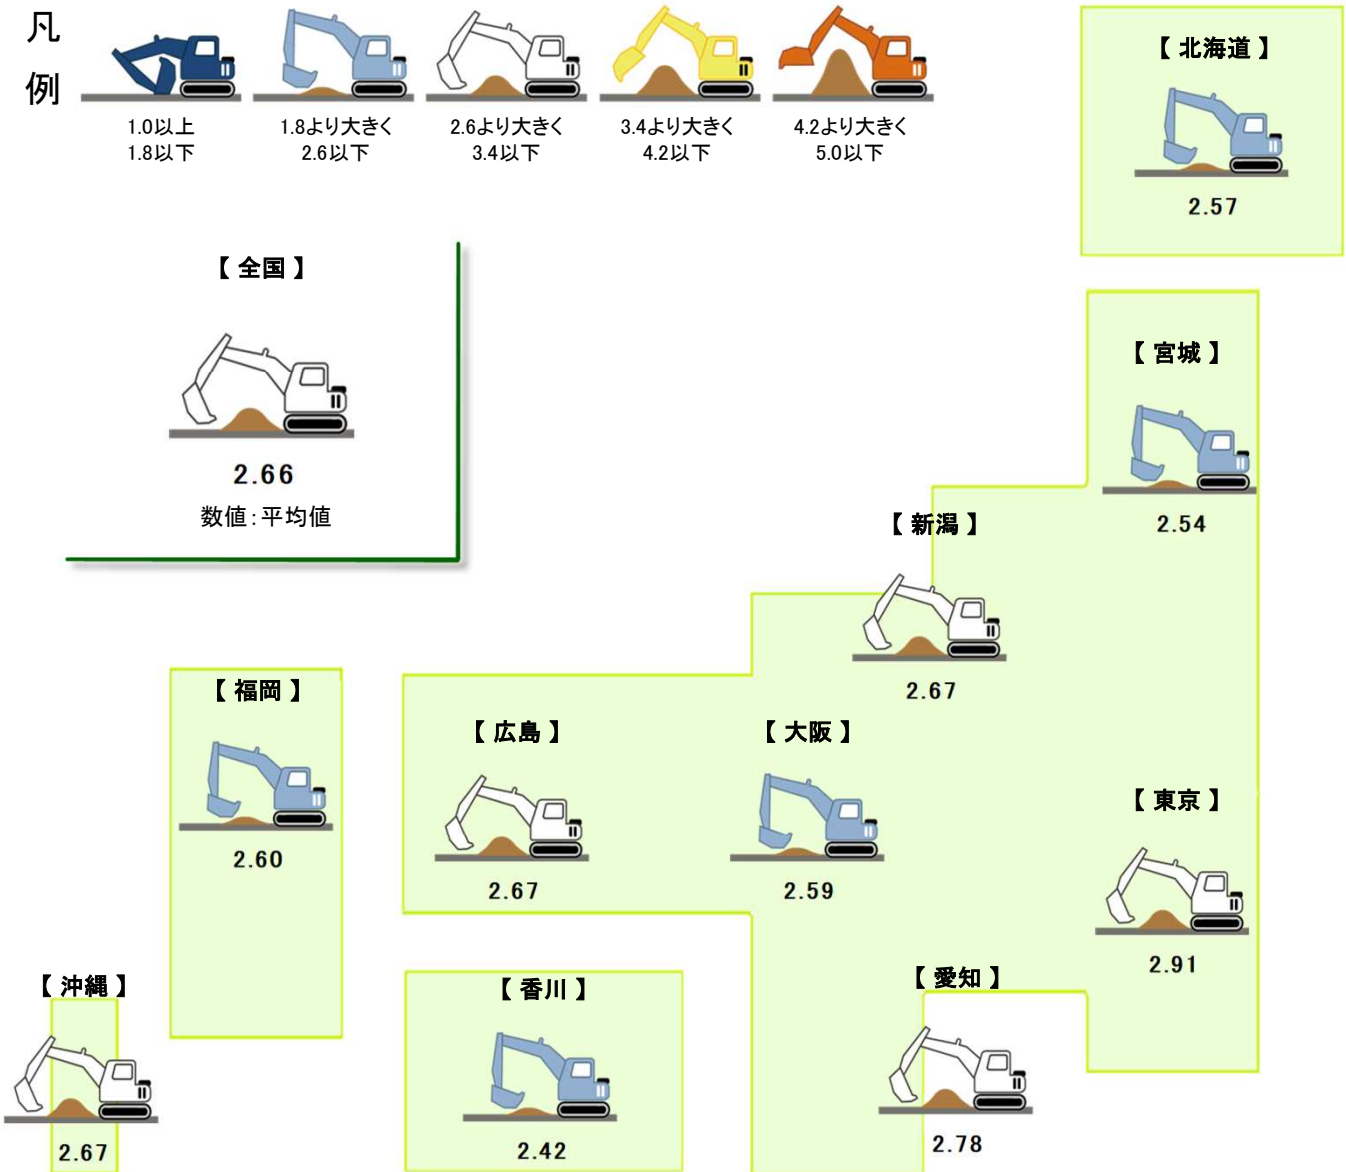 凡
例
1.0以上
1.8以下
1.8より大きく
2.6以下
2.6より大きく
3.4以下
3.4より大きく
4.2以下
4.2より大きく
5.0以下
【 北海道 】
2.57
【 全国 】
2.66
数値：平均値
【 宮城 】
2.54
【 新潟 】
2.67
【 福岡 】
2.60
【 広島 】
2.67
【 大阪 】
2.59
【 東京 】
2.91
【 沖縄 】
2.67
【 香川 】
2.42
【 愛知 】
2.78